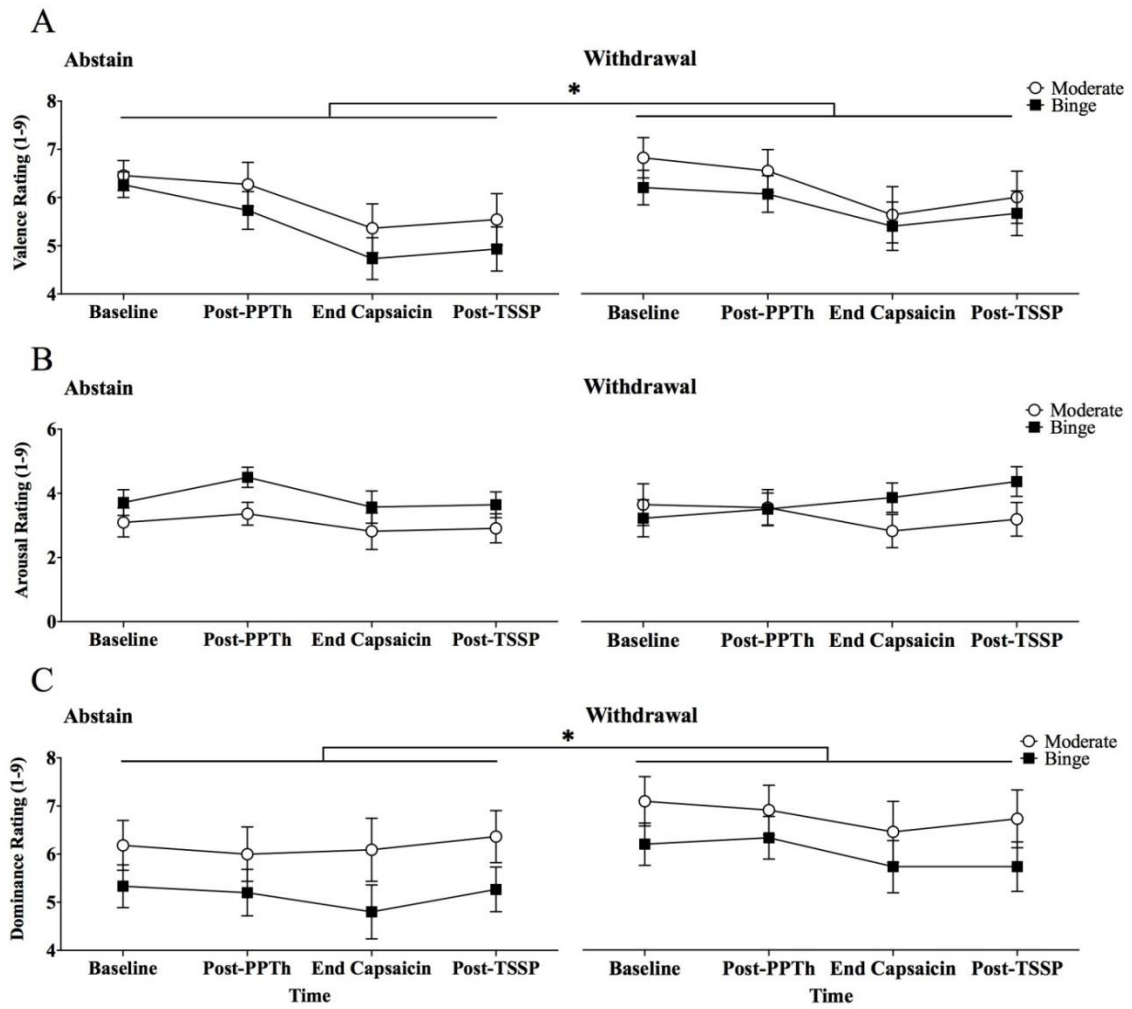 A
Abstain
Withdrawal
*
Moderate
Binge
Valence Rating (1-9)
8
7
6
5
4
Baseline Post-PPTh End Capsaicin Post-TSSP
Baseline Post-PPTh End Capsaicin Post-TSSP
B
Abstain
Withdrawal
Moderate
Binge
Arousal Rating (1-9)
6
4
2
0
Baseline Post-PPTh End Capsaicin Post-TSSP
Baseline Post-PPTh End Capsaicin Post-TSSP
C
Abstain
Withdrawal
*
Moderate
Binge
Dominance Rating (1-9)
8
7
6
5
4
Baseline Post-PPTh End Capsaicin Post-TSSP
Time
Baseline Post-PPTh End Capsaicin Post-TSSP
Time